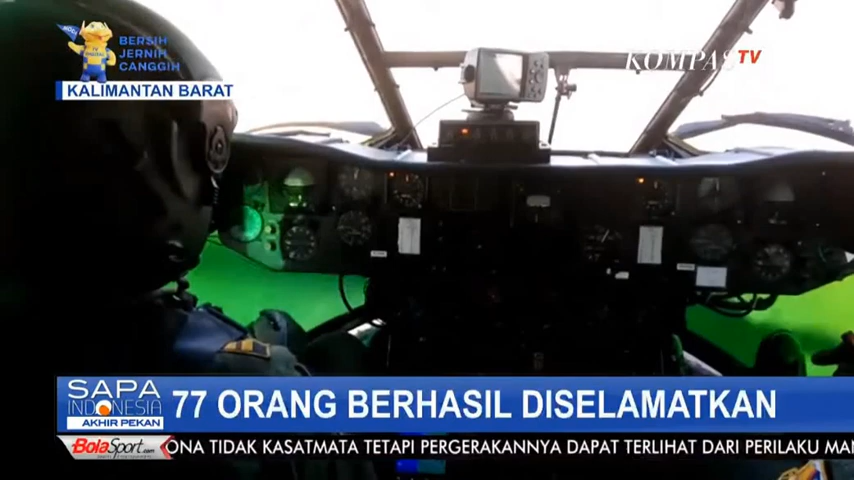 BERSIH
JERNIH
CANGGIH
KALIMANTAN BARAT
KOMPAS TV
SAPA
INDONESIA
AKHIR PEKAN
77 ORANG BERHASIL DISELAMATKAN
BolaSport.com
ONA TIDAK KASATMATA TETAPI PERGERAKANNYA DAPAT TERLIHAT DARI PERILAKU MAN